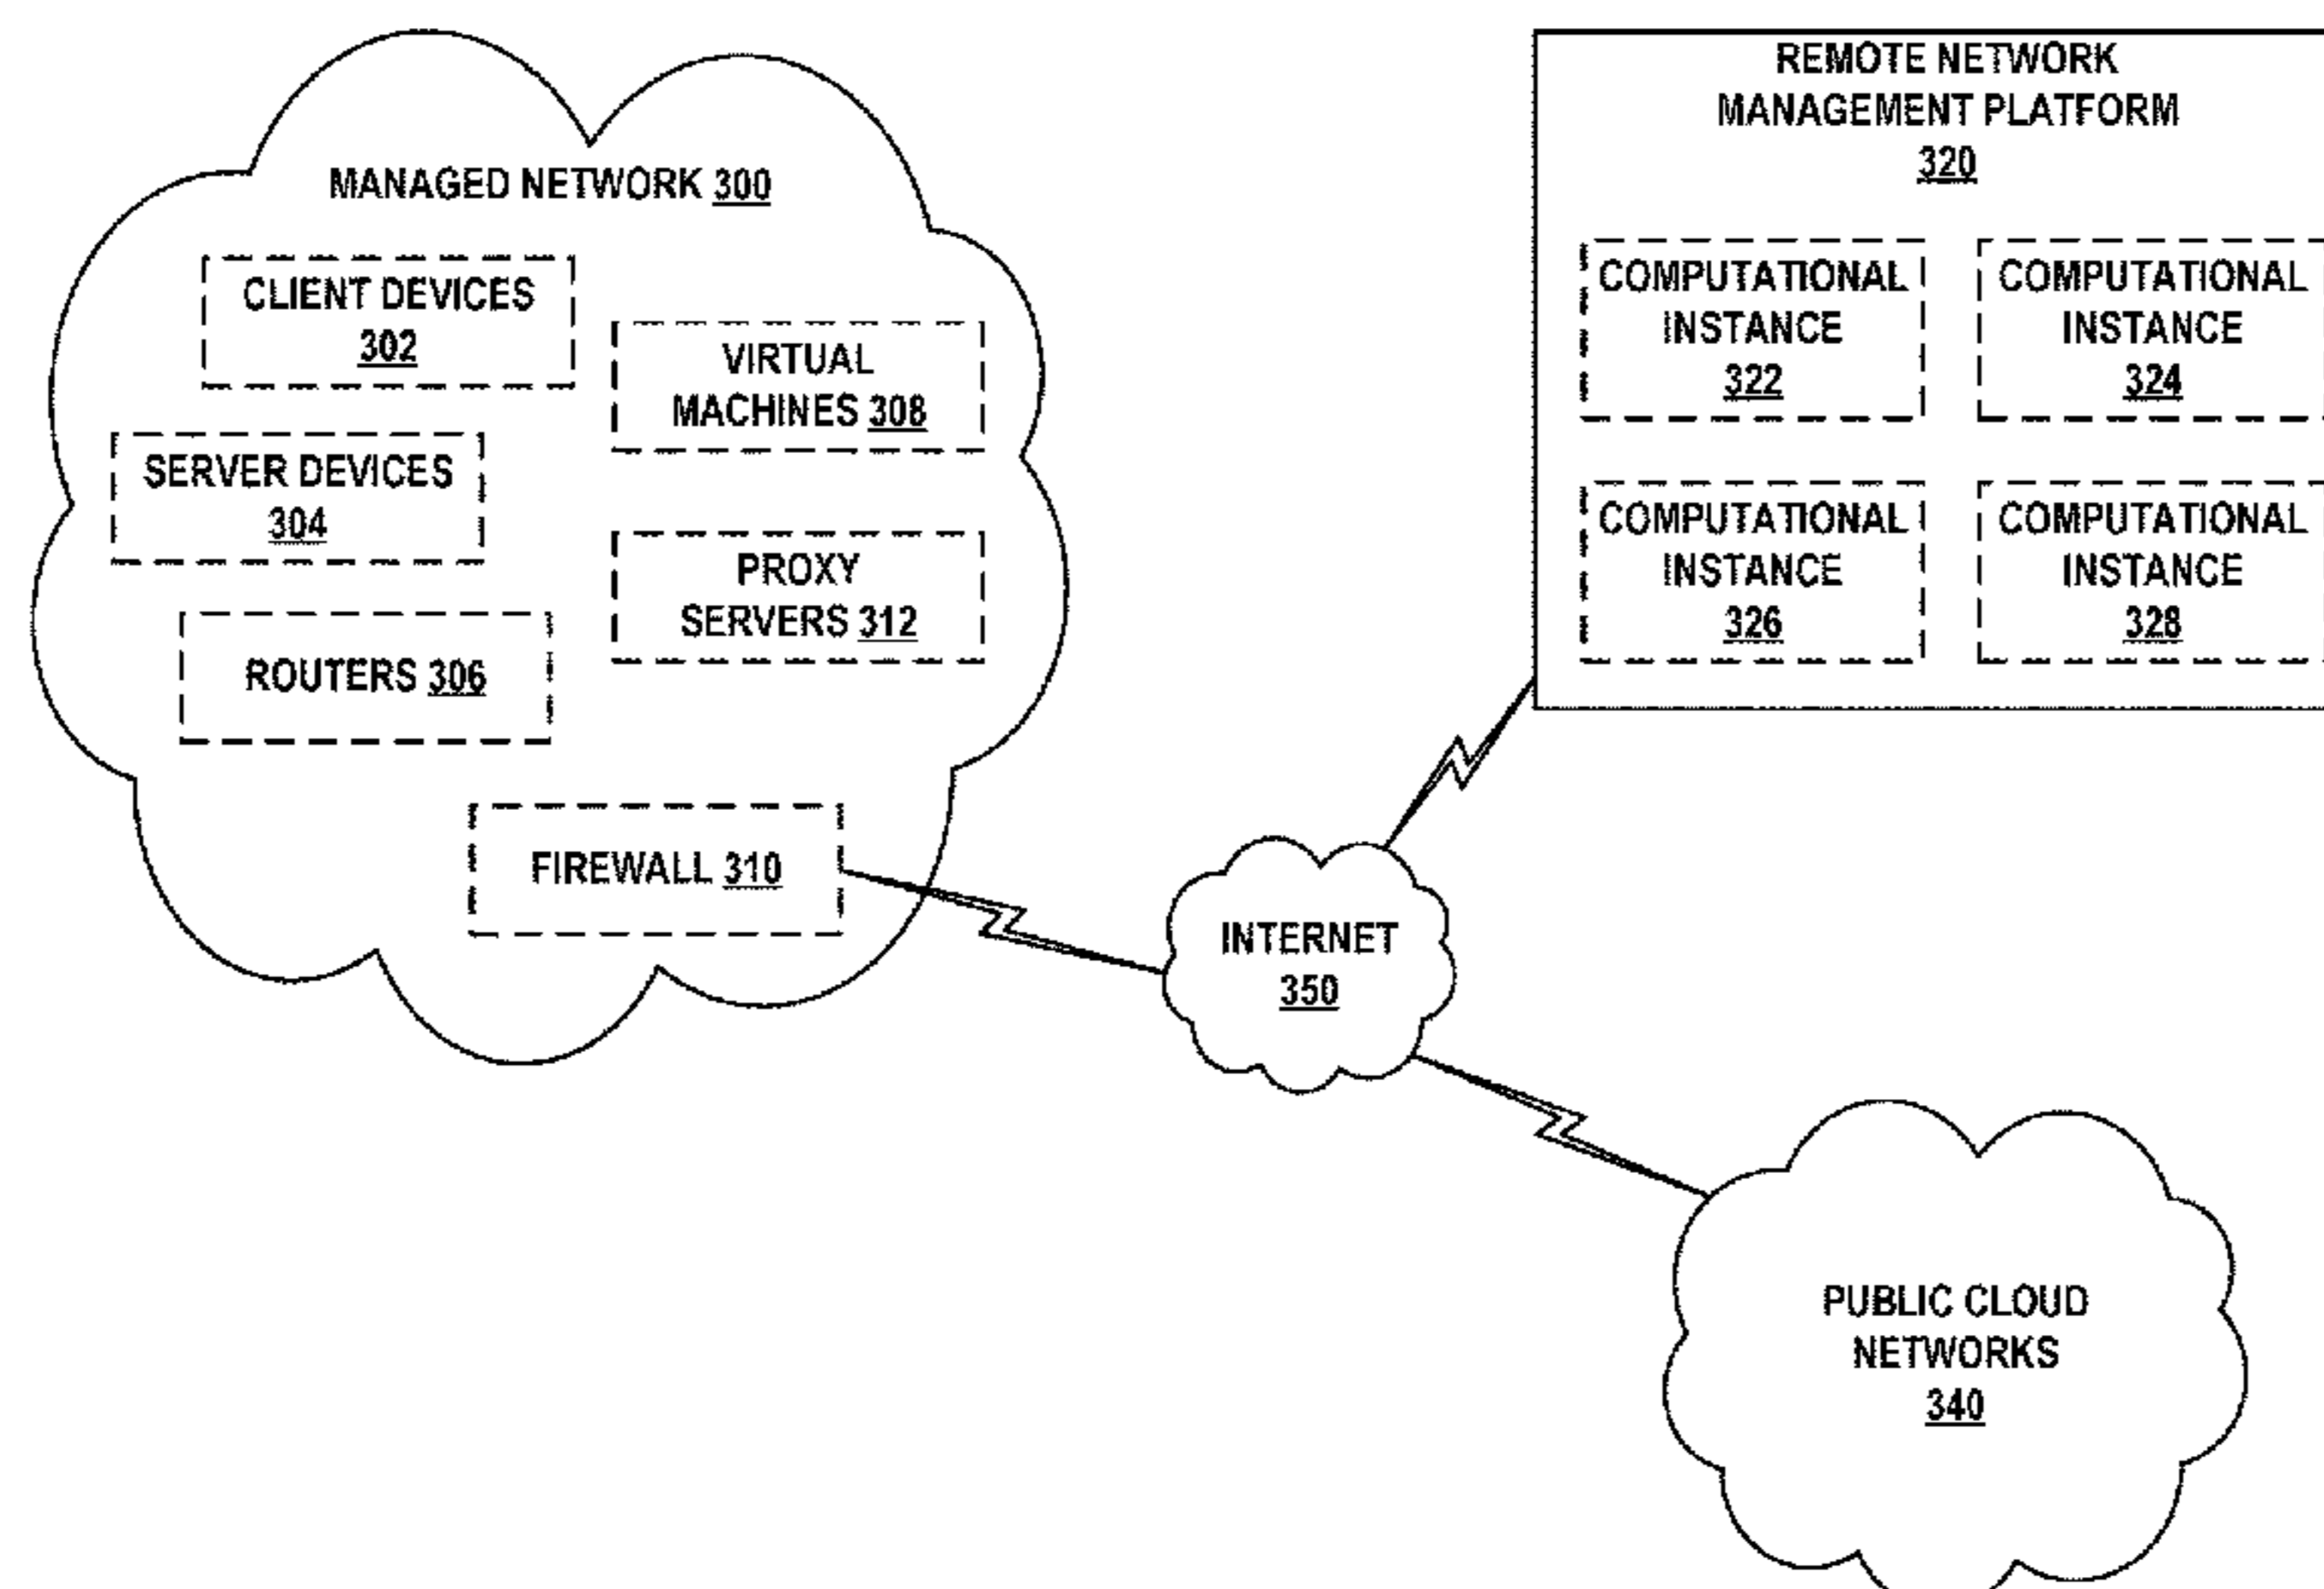 MANAGED NETWORK 300
CLIENT DEVICES
302
VIRTUAL
MACHINES 308
SERVER DEVICES
304
PROXY
SERVERS 312
ROUTERS 306
FIREWALL 310
REMOTE NETWORK
MANAGEMENT PLATFORM
320
COMPUTATIONAL
INSTANCE
322
COMPUTATIONAL
INSTANCE
324
COMPUTATIONAL
INSTANCE
326
COMPUTATIONAL
INSTANCE
328
INTERNET
350
PUBLIC CLOUD
NETWORKS
340